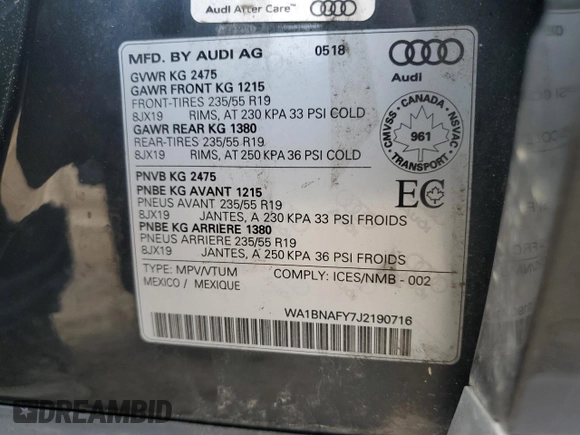 Audi After Care™
MFD. BY AUDI AG 0518
GVWR KG 2475
GAWR FRONT KG 1215
FRONT-TIRES 235/55 R19
8JX19 RIMS, AT 230 KPA 33 PSI COLD
GAWR REAR KG 1380
REAR-TIRES 235/55 R19
8JX19 RIMS, AT 250 KPA 36 PSI COLD
PNVB KG 2475
PNBE KG AVANT 1215
PNEUS AVANT 235/55 R19
8JX19 JANTES, A 230 KPA 33 PSI FROIDS
PNBE KG ARRIERE 1380
PNEUS ARRIERE 235/55 R19
8JX19 JANTES, A 250 KPA 36 PSI FROIDS
TYPE: MPV/VTUM COMPLY: ICES/NMB - 002
MEXICO / MEXIQUE
WA1BNAFY7J2190716
Audi
CMVSS - CANADA - NSVAC
961
TRANSPORT
EC
DREAMBID